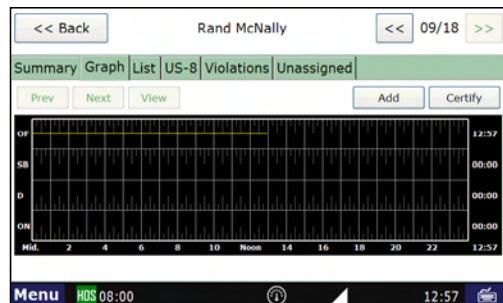 << Back Rand McNally << 09/18 >>
Summary Graph List US-8 Violations Unassigned
Prev Next View Add Certify
OF 12:57
SB 00:00
D 00:00
ON 00:00
Mid. 2 4 6 8 10 Noon 14 16 18 20 22 12:57
Menu HOS 08:00 12:57